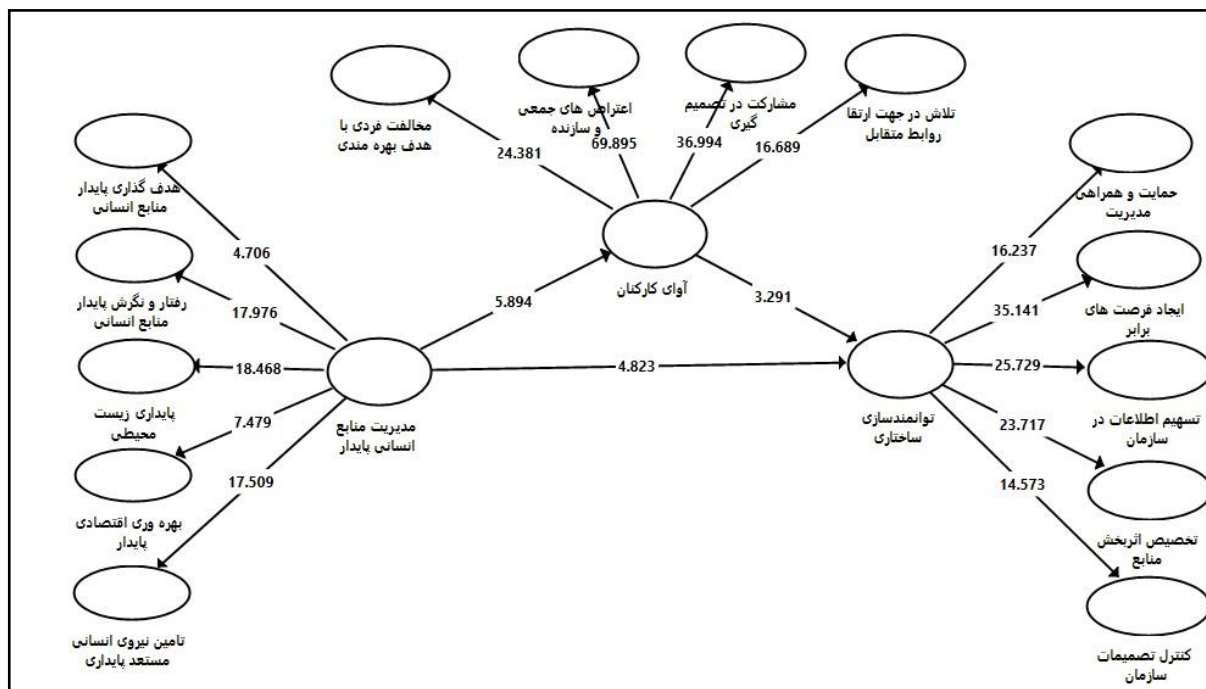 مخالفت فردی با
هدف بهره مندی
24.381
اعتراض های جمعی
و سازنده
69.895
مشارکت در تصمیم
گیری
36.994
تلاش در جهت ارتقا
روابط متقابل
16.689
هدف گذاری پایدار
منابع انسانی
4.706
رفتار و نگرش پایدار
منابع انسانی
17.976
پایداری زیست
محیطی
18.468
بهره وری اقتصادی
پایدار
7.479
تامین نیروی انسانی
مستعد پایداری
17.509
مدیریت منابع
انسانی پایدار
5.894
آوای کارکنان
3.291
4.823
توانمندسازی
ساختاری
حمایت و همراهی
مدیریت
16.237
ایجاد فرصت های
برابر
35.141
تسهیم اطلاعات در
سازمان
25.729
تخصیص اثربخش
منابع
23.717
کنترل تصمیمات
سازمان
14.573